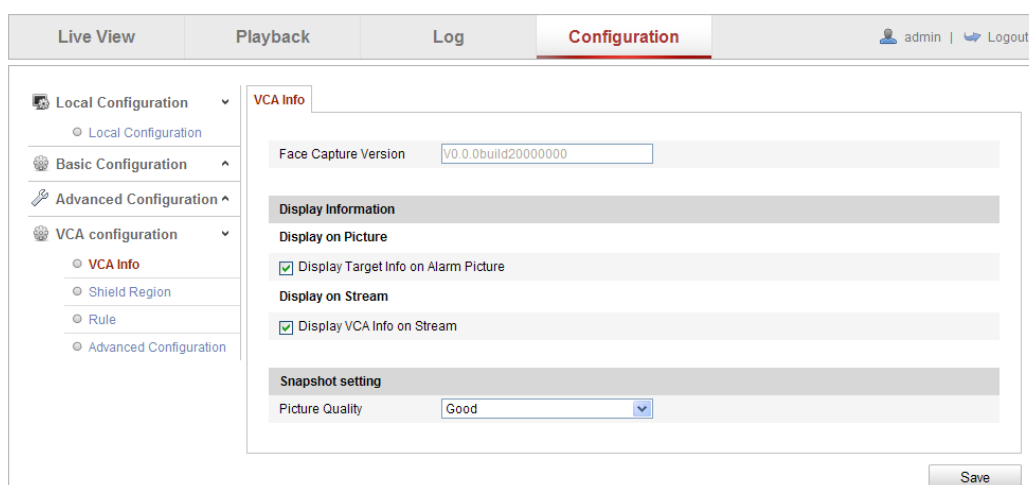 Live View Playback Log Configuration admin | Logout
Local Configuration
Local Configuration
Basic Configuration
Advanced Configuration
VCA configuration
VCA Info
Shield Region
Rule
Advanced Configuration
VCA Info
Face Capture Version V0.0.0build20000000
Display Information
Display on Picture
Display Target Info on Alarm Picture
Display on Stream
Display VCA Info on Stream
Snapshot setting
Picture Quality Good
Save